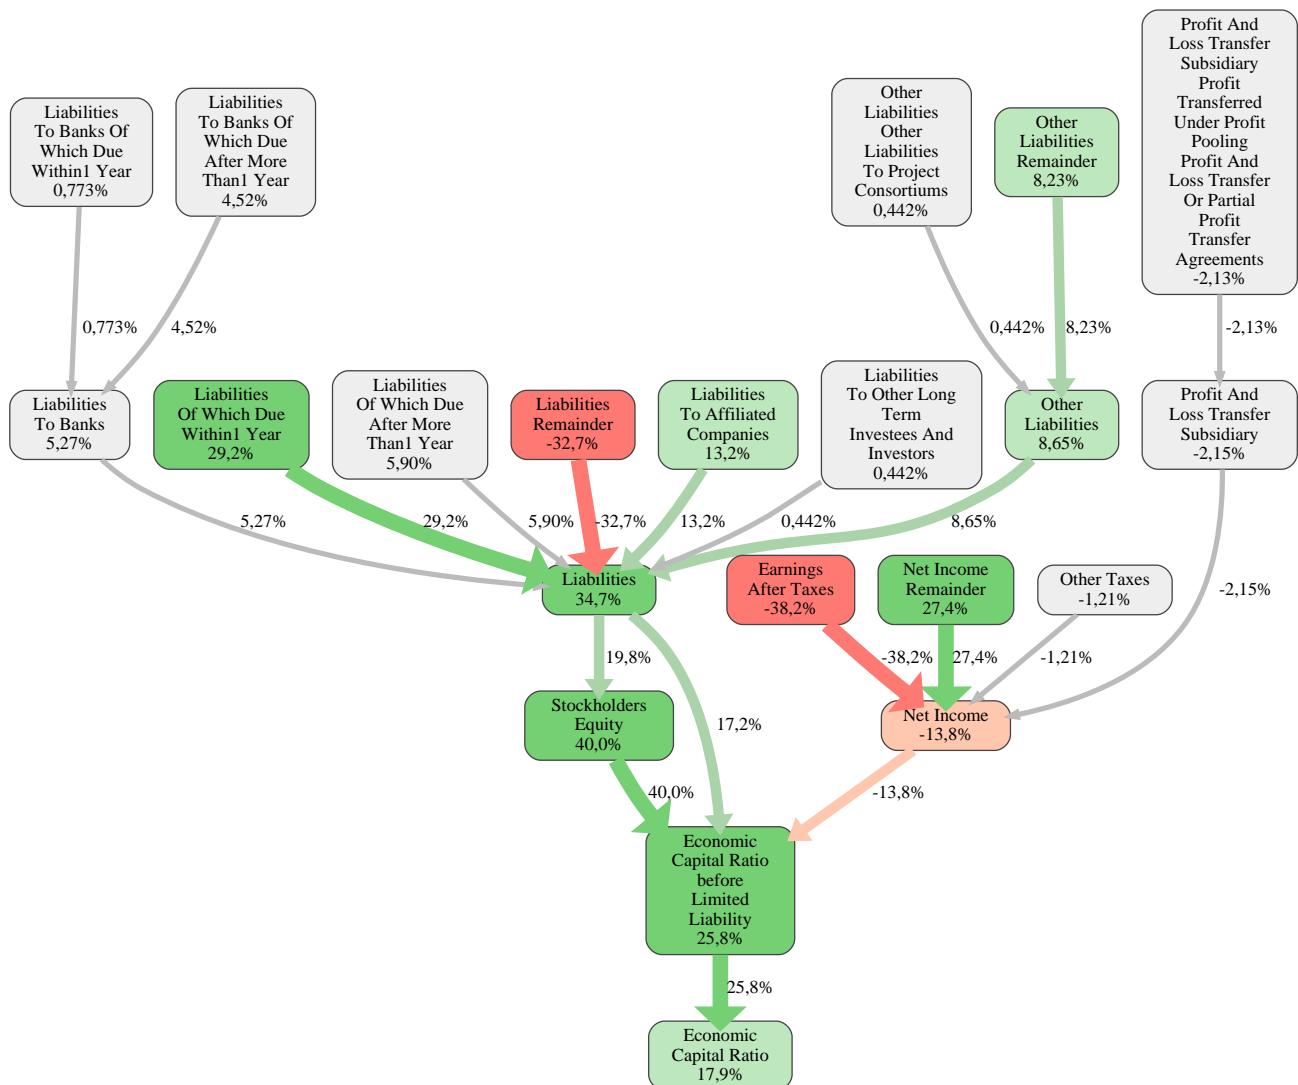 Profit And
Loss Transfer
Subsidiary
Profit
Transferred
Under Profit
Pooling
Profit And
Loss Transfer
Or Partial
Profit
Transfer
Agreements
-2,13%
Liabilities
To Banks Of
Which Due
Within1 Year
0,773%
Liabilities
To Banks Of
Which Due
After More
Than1 Year
4,52%
Other
Liabilities
Other
Liabilities
To Project
Consortiums
0,442%
Other
Liabilities
Remainder
8,23%
0,773%
4,52%
0,442%
8,23%
-2,13%
Liabilities
To Banks
5,27%
Liabilities
Of Which Due
Within1 Year
29,2%
Liabilities
Of Which Due
After More
Than1 Year
5,90%
Liabilities
Remainder
-32,7%
Liabilities
To Affiliated
Companies
13,2%
Liabilities
To Other Long
Term
Investees And
Investors
0,442%
Other
Liabilities
8,65%
Profit And
Loss Transfer
Subsidiary
-2,15%
5,27%
29,2%
5,90%
-32,7%
13,2%
0,442%
8,65%
-2,15%
Liabilities
34,7%
Earnings
After Taxes
-38,2%
Net Income
Remainder
27,4%
Other Taxes
-1,21%
19,8%
17,2%
-38,2%
27,4%
-1,21%
Stockholders
Equity
40,0%
Net Income
-13,8%
40,0%
-13,8%
Economic
Capital Ratio
before
Limited
Liability
25,8%
25,8%
Economic
Capital Ratio
17,9%